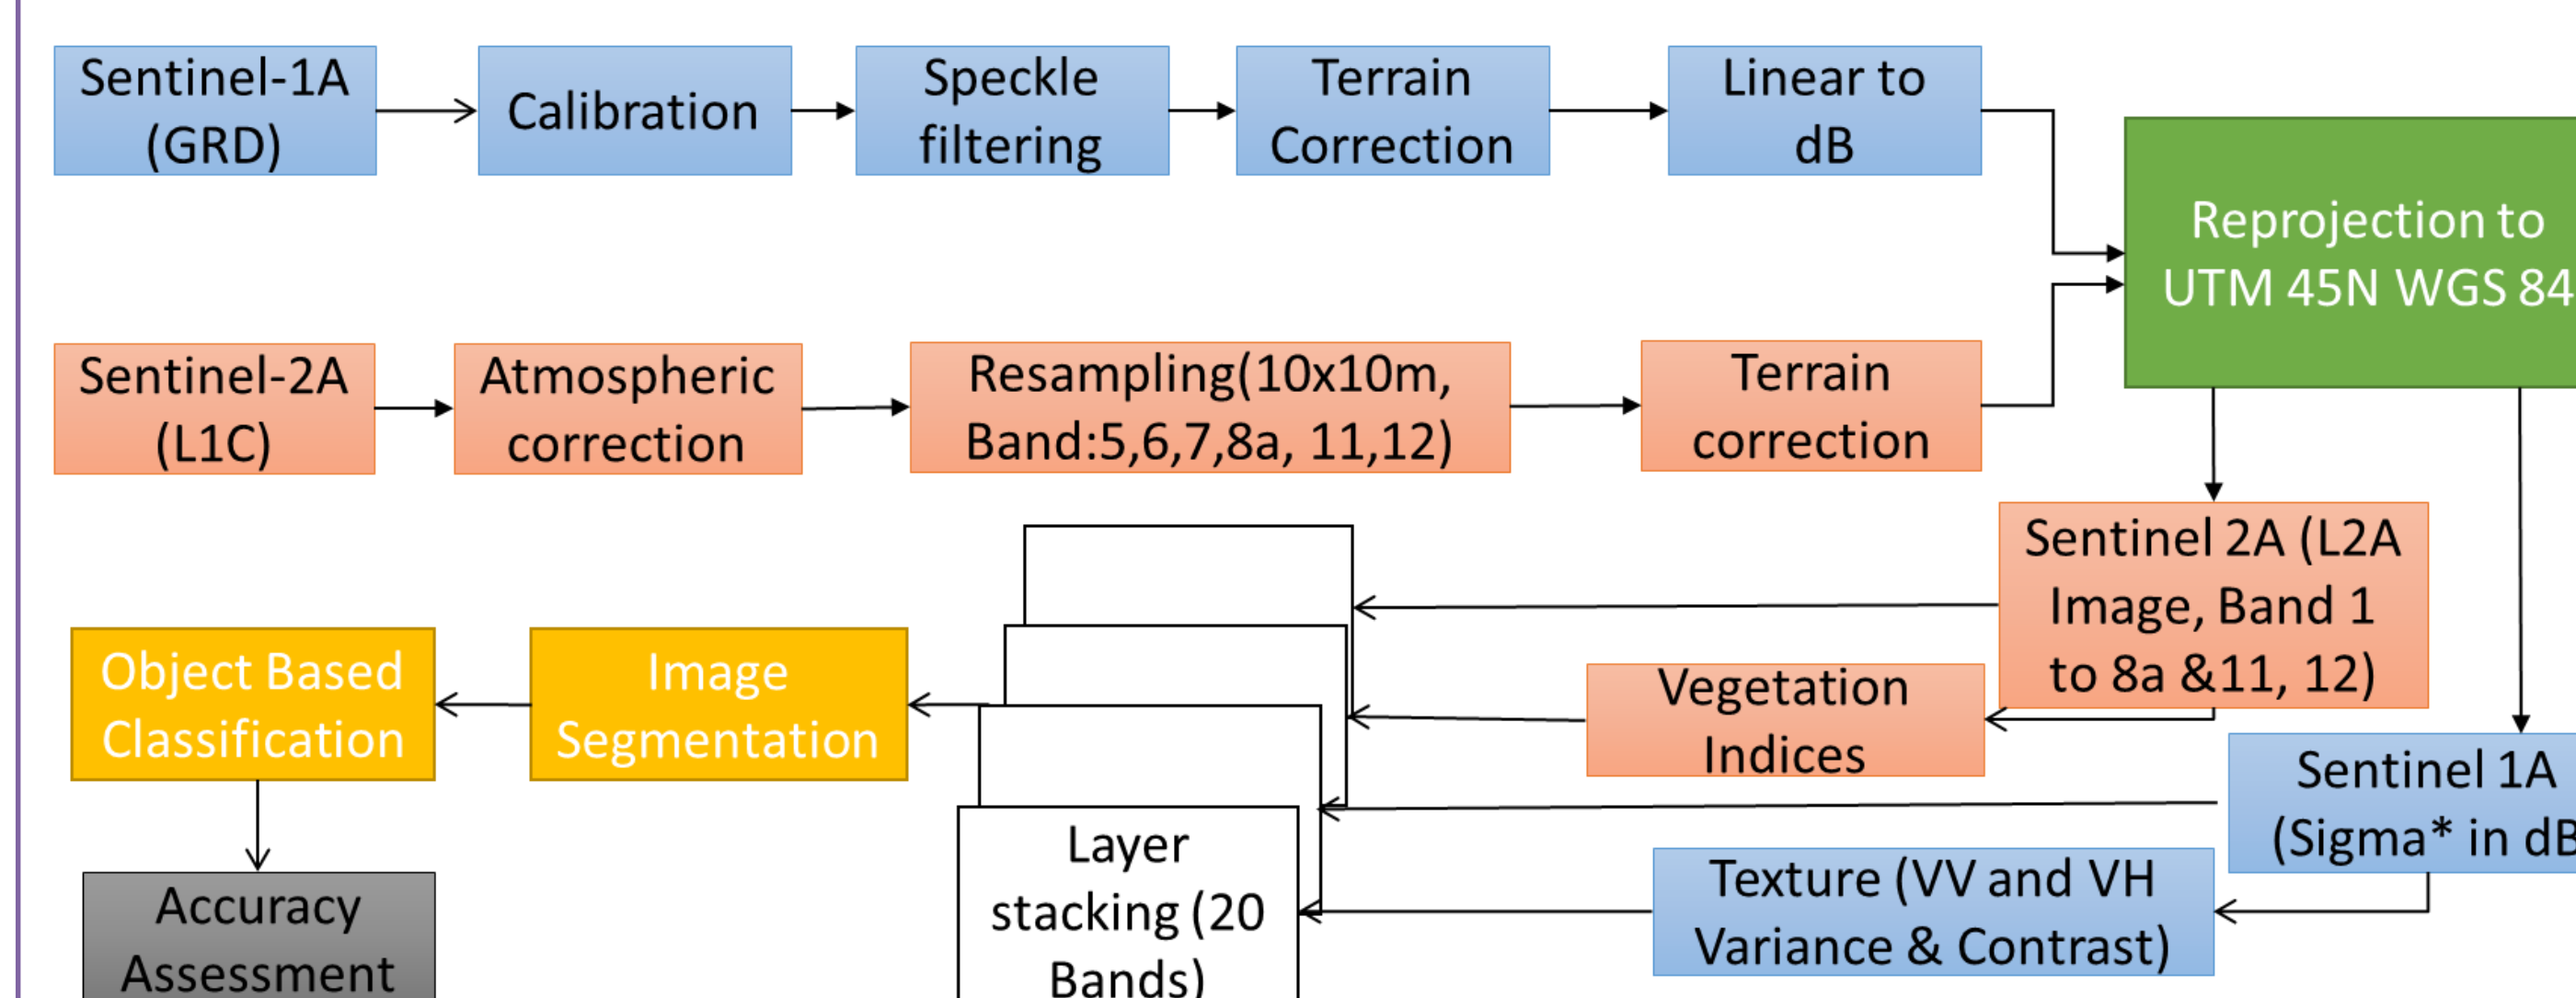 Sentinel-1A
(GRD)
Calibration
Speckle
filtering
Terrain
Correction
Linear to
dB
Reprojection to
UTM 45N WGS 84
Sentinel-2A
(L1C)
Atmospheric
correction
Resampling(10x10m,
Band:5,6,7,8a, 11,12)
Terrain
correction
Sentinel 2A (L2A
Image, Band 1
to 8a &11, 12)
Vegetation
Indices
Sentinel 1A
(Sigma* in dB
Texture (VV and VH
Variance & Contrast)
Layer
stacking (20
Bands)
Image
Segmentation
Object Based
Classification
Accuracy
Assessment